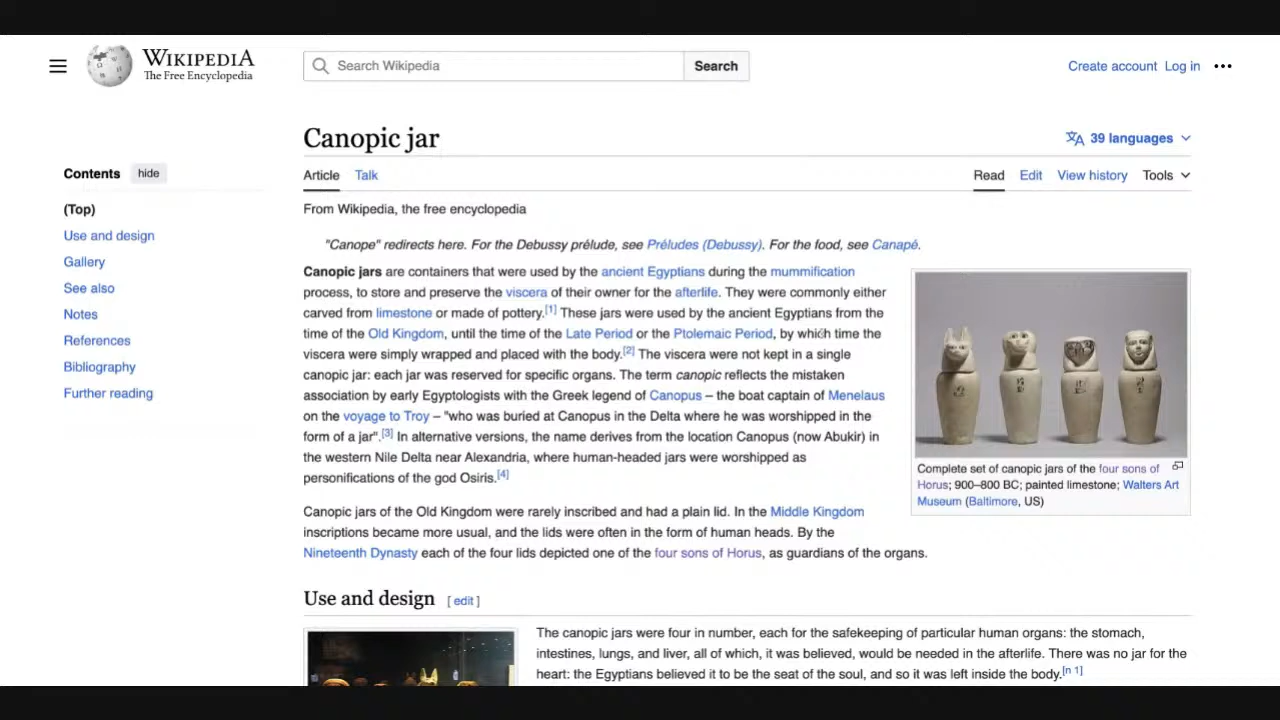 WIKIPEDIA
The Free Encyclopedia
Search Wikipedia
Search
Create account Log in
Canopic jar
39 languages
Contents hide
Article Talk
Read Edit View history Tools
(Top)
Use and design
Gallery
See also
Notes
References
Bibliography
Further reading
From Wikipedia, the free encyclopedia
"Canope" redirects here. For the Debussy prélude, see Préludes (Debussy). For the food, see Canapé.
Canopic jars are containers that were used by the ancient Egyptians during the mummification
process, to store and preserve the viscera of their owner for the afterlife. They were commonly either
carved from limestone or made of pottery.[1] These jars were used by the ancient Egyptians from the
time of the Old Kingdom, until the time of the Late Period or the Ptolemaic Period, by which time the
viscera were simply wrapped and placed with the body.[2] The viscera were not kept in a single
canopic jar: each jar was reserved for specific organs. The term canopic reflects the mistaken
association by early Egyptologists with the Greek legend of Canopus – the boat captain of Menelaus
on the voyage to Troy – "who was buried at Canopus in the Delta where he was worshipped in the
form of a jar".[3] In alternative versions, the name derives from the location Canopus (now Abukir) in
the western Nile Delta near Alexandria, where human-headed jars were worshipped as
personifications of the god Osiris.[4]
Complete set of canopic jars of the four sons of
Horus; 900–800 BC; painted limestone; Walters Art
Museum (Baltimore, US)
Canopic jars of the Old Kingdom were rarely inscribed and had a plain lid. In the Middle Kingdom
inscriptions became more usual, and the lids were often in the form of human heads. By the
Nineteenth Dynasty each of the four lids depicted one of the four sons of Horus, as guardians of the organs.
Use and design [ edit ]
The canopic jars were four in number, each for the safekeeping of particular human organs: the stomach,
intestines, lungs, and liver, all of which, it was believed, would be needed in the afterlife. There was no jar for the
heart: the Egyptians believed it to be the seat of the soul, and so it was left inside the body.[n 1]